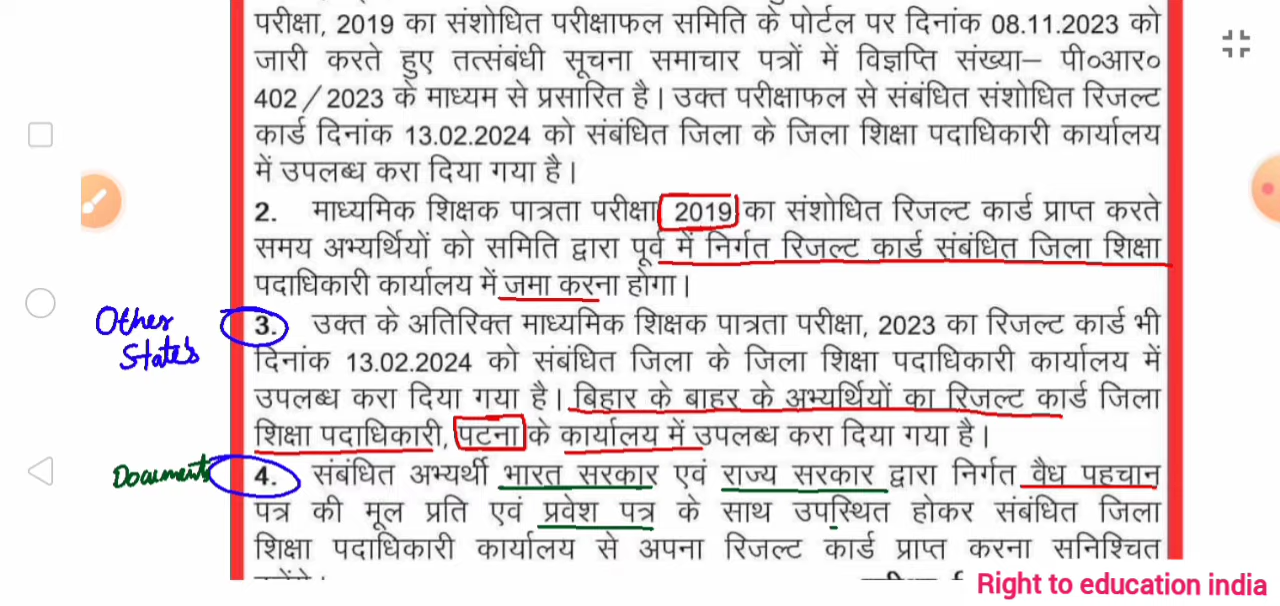 परीक्षा, 2019 का संशोधित परीक्षाफल समिति के पोर्टल पर दिनांक 08.11.2023 को
जारी करते हुए तत्संबंधी सूचना समाचार पत्रों में विज्ञप्ति संख्या– पी०आर०
402/2023 के माध्यम से प्रसारित है। उक्त परीक्षाफल से संबंधित संशोधित रिजल्ट
कार्ड दिनांक 13.02.2024 को संबंधित जिला के जिला शिक्षा पदाधिकारी कार्यालय
में उपलब्ध करा दिया गया है।
2. माध्यमिक शिक्षक पात्रता परीक्षा 2019 का संशोधित रिजल्ट कार्ड प्राप्त करते
समय अभ्यर्थियों को समिति द्वारा पूर्व में निर्गत रिजल्ट कार्ड संबंधित जिला शिक्षा
पदाधिकारी कार्यालय में जमा करना होगा।
Other States
3. उक्त के अतिरिक्त माध्यमिक शिक्षक पात्रता परीक्षा, 2023 का रिजल्ट कार्ड भी
दिनांक 13.02.2024 को संबंधित जिला के जिला शिक्षा पदाधिकारी कार्यालय में
उपलब्ध करा दिया गया है। बिहार के बाहर के अभ्यर्थियों का रिजल्ट कार्ड जिला
शिक्षा पदाधिकारी, पटना के कार्यालय में उपलब्ध करा दिया गया है।
Documents
4. संबंधित अभ्यर्थी भारत सरकार एवं राज्य सरकार द्वारा निर्गत वैध पहचान
पत्र की मूल प्रति एवं प्रवेश पत्र के साथ उपस्थित होकर संबंधित जिला
शिक्षा पदाधिकारी कार्यालय से अपना रिजल्ट कार्ड प्राप्त करना सनिश्चित
Right to education india